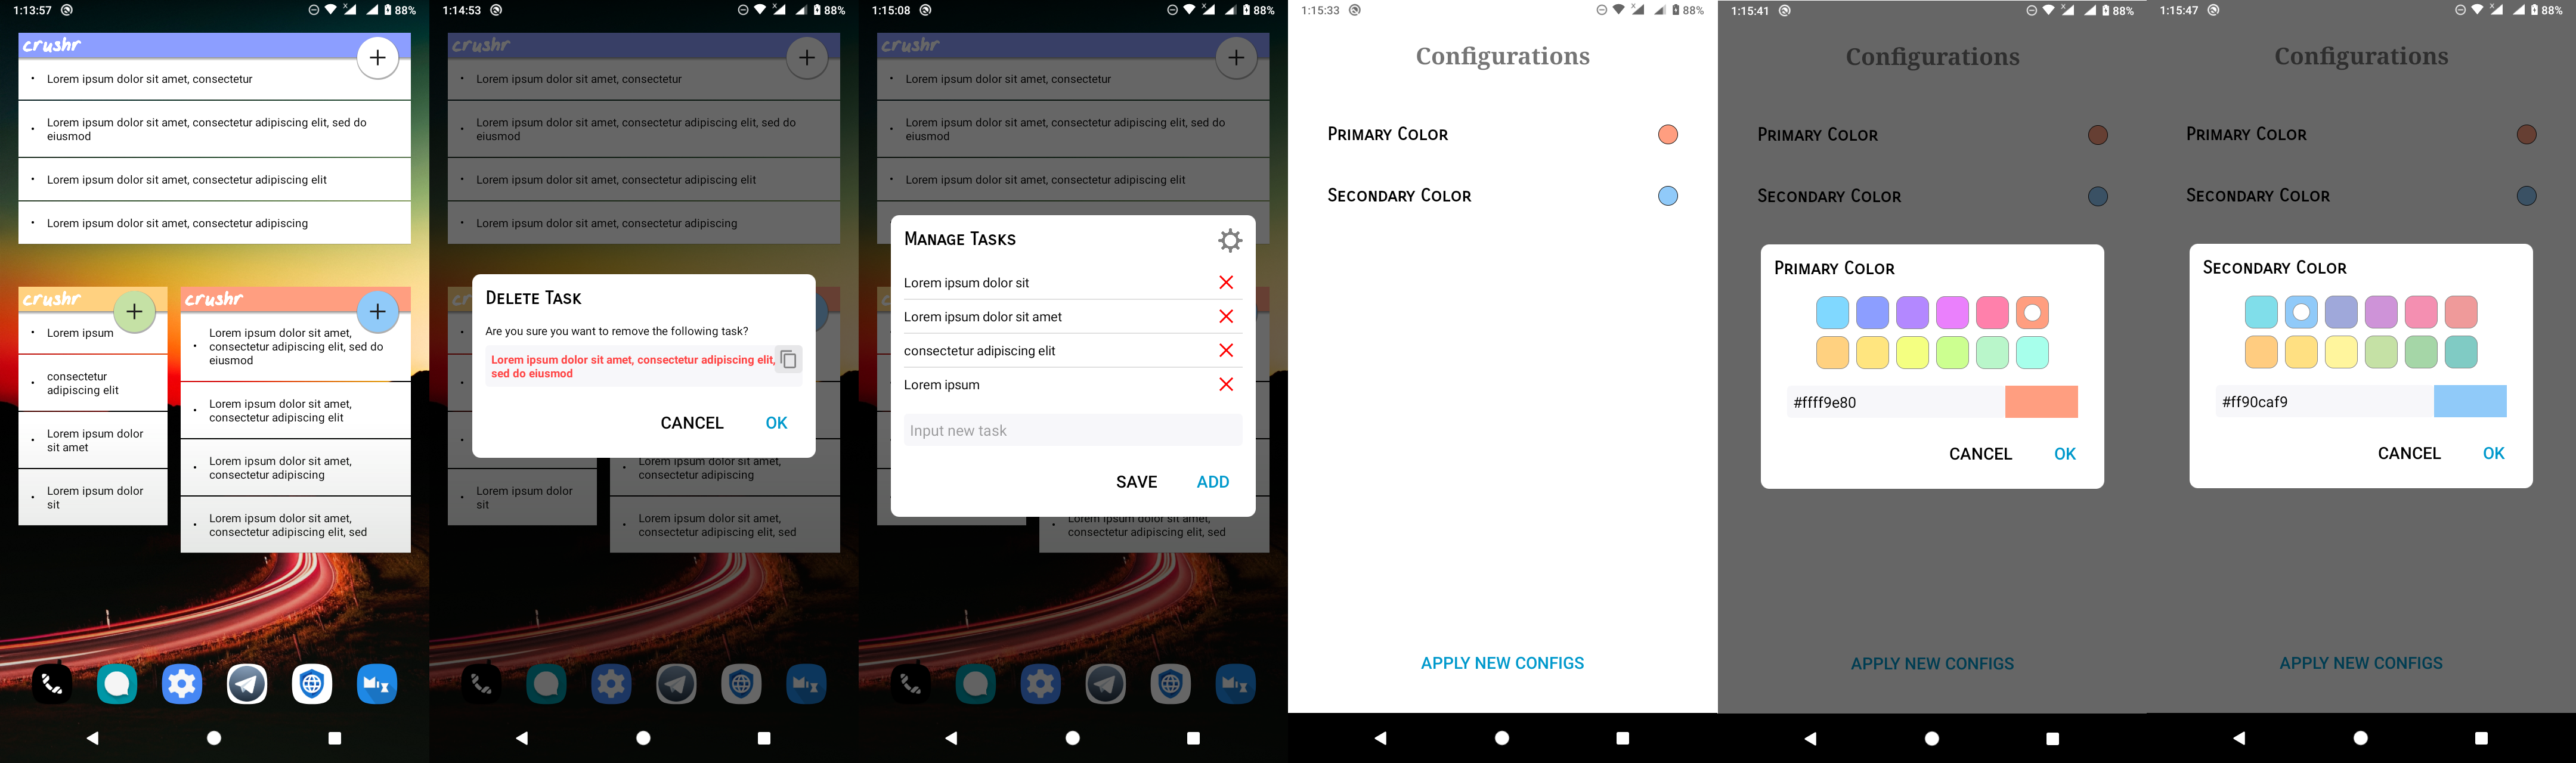 1:13:57
88%
crushr
Lorem ipsum dolor sit amet, consectetur
Lorem ipsum dolor sit amet, consectetur adipiscing elit, sed do
eiusmod
Lorem ipsum dolor sit amet, consectetur adipiscing elit
Lorem ipsum dolor sit amet, consectetur adipiscing
crushr
Lorem ipsum
consectetur
adipiscing elit
Lorem ipsum dolor
sit amet
Lorem ipsum dolor
sit
crushr
Lorem ipsum dolor sit amet,
consectetur adipiscing elit, sed do
eiusmod
Lorem ipsum dolor sit amet,
consectetur adipiscing elit
Lorem ipsum dolor sit amet,
consectetur adipiscing
Lorem ipsum dolor sit amet,
consectetur adipiscing elit, sed
1:14:53
88%
crushr
Lorem ipsum dolor sit amet, consectetur
Lorem ipsum dolor sit amet, consectetur adipiscing elit, sed do
eiusmod
Lorem ipsum dolor sit amet, consectetur adipiscing elit
Lorem ipsum dolor sit amet, consectetur adipiscing
Delete Task
Are you sure you want to remove the following task?
Lorem ipsum dolor sit amet, consectetur adipiscing elit,
sed do eiusmod
CANCEL
OK
Lorem ipsum dolor
sit
Lorem ipsum dolor sit amet,
consectetur adipiscing
Lorem ipsum dolor sit amet,
consectetur adipiscing elit, sed
1:15:08
88%
crushr
Lorem ipsum dolor sit amet, consectetur
Lorem ipsum dolor sit amet, consectetur adipiscing elit, sed do
eiusmod
Lorem ipsum dolor sit amet, consectetur adipiscing elit
Manage Tasks
Lorem ipsum dolor sit
Lorem ipsum dolor sit amet
consectetur adipiscing elit
Lorem ipsum
Input new task
SAVE
ADD
Lorem ipsum dolor sit amet,
consectetur adipiscing elit, sed
1:15:33
88%
Configurations
Primary Color
Secondary Color
APPLY NEW CONFIGS
1:15:41
88%
Configurations
Primary Color
Secondary Color
Primary Color
#ffff9e80
CANCEL
OK
APPLY NEW CONFIGS
1:15:47
88%
Configurations
Primary Color
Secondary Color
Secondary Color
#ff90caf9
CANCEL
OK
APPLY NEW CONFIGS